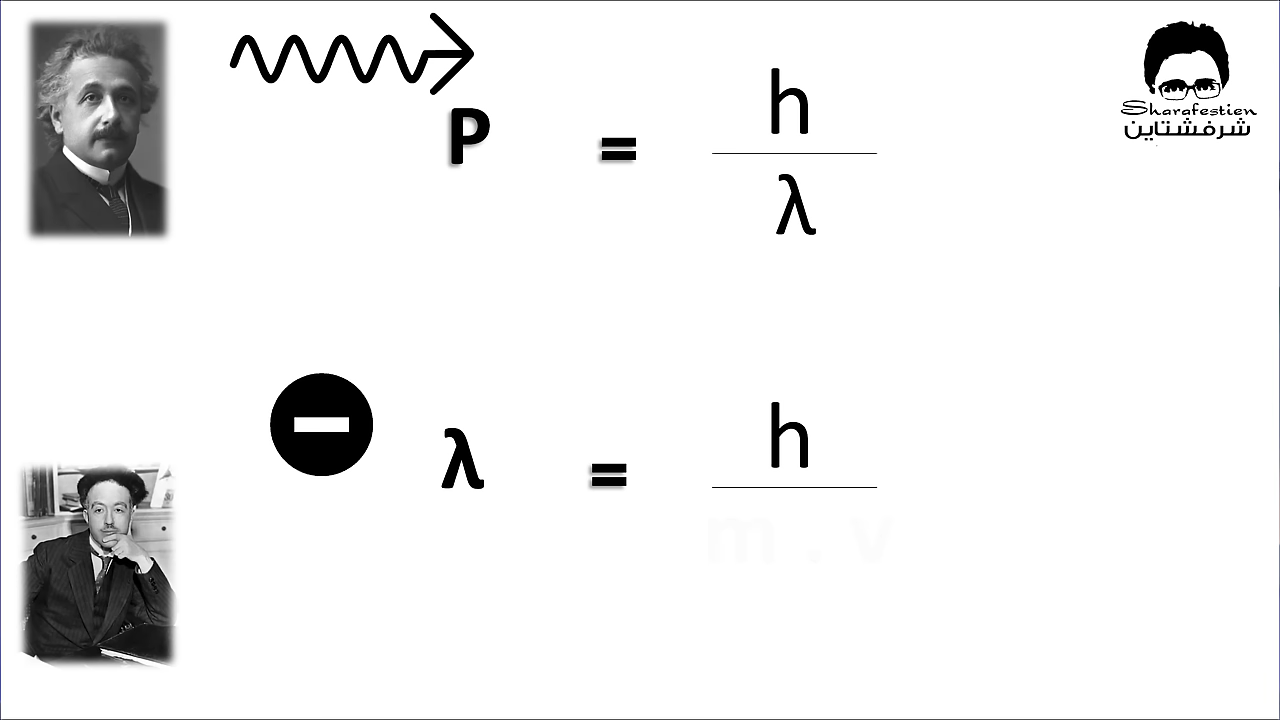 Sharafestien
شرفشتاين
P = h
λ
λ = h
m . v